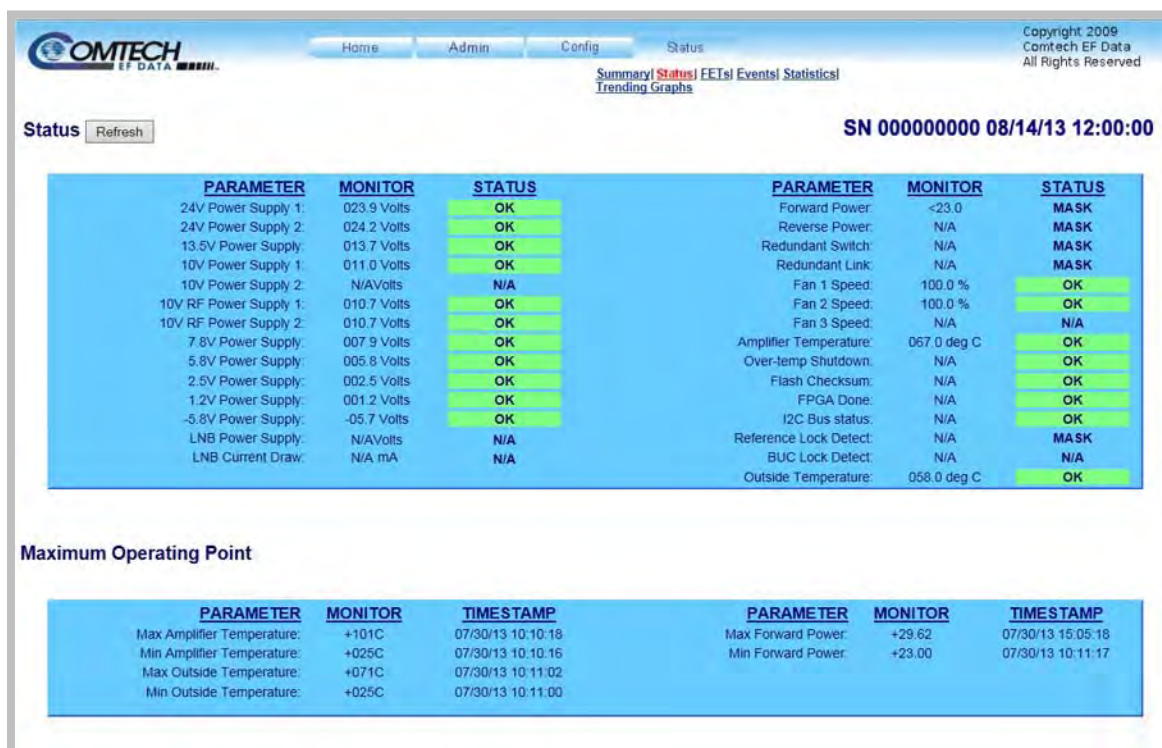 COMTECH
EF DATA
Home Admin Config Status
Copyright 2009
Comtech EF Data
All Rights Reserved
Summary| Status| FETs| Events| Statistics|
Trending Graphs
Status Refresh
SN 000000000 08/14/13 12:00:00
PARAMETER MONITOR STATUS
24V Power Supply 1: 023.9 Volts OK
24V Power Supply 2: 024.2 Volts OK
13.5V Power Supply: 013.7 Volts OK
10V Power Supply 1: 011.0 Volts OK
10V Power Supply 2: N/AVolts N/A
10V RF Power Supply 1: 010.7 Volts OK
10V RF Power Supply 2: 010.7 Volts OK
7.8V Power Supply: 007.9 Volts OK
5.8V Power Supply: 005.8 Volts OK
2.5V Power Supply: 002.5 Volts OK
1.2V Power Supply: 001.2 Volts OK
-5.8V Power Supply: -05.7 Volts OK
LNB Power Supply: N/AVolts N/A
LNB Current Draw: N/A mA N/A
PARAMETER MONITOR STATUS
Forward Power: <23.0 MASK
Reverse Power: N/A MASK
Redundant Switch: N/A MASK
Redundant Link: N/A MASK
Fan 1 Speed: 100.0 % OK
Fan 2 Speed: 100.0 % OK
Fan 3 Speed: N/A N/A
Amplifier Temperature: 067.0 deg C OK
Over-temp Shutdown: N/A OK
Flash Checksum: N/A OK
FPGA Done: N/A OK
I2C Bus status: N/A OK
Reference Lock Detect: N/A MASK
BUC Lock Detect: N/A N/A
Outside Temperature: 058.0 deg C OK
Maximum Operating Point
PARAMETER MONITOR TIMESTAMP
Max Amplifier Temperature: +101C 07/30/13 10:10:18
Min Amplifier Temperature: +025C 07/30/13 10:10:16
Max Outside Temperature: +071C 07/30/13 10:11:02
Min Outside Temperature: +025C 07/30/13 10:11:00
PARAMETER MONITOR TIMESTAMP
Max Forward Power: +29.62 07/30/13 15:05:18
Min Forward Power: +23.00 07/30/13 10:11:17